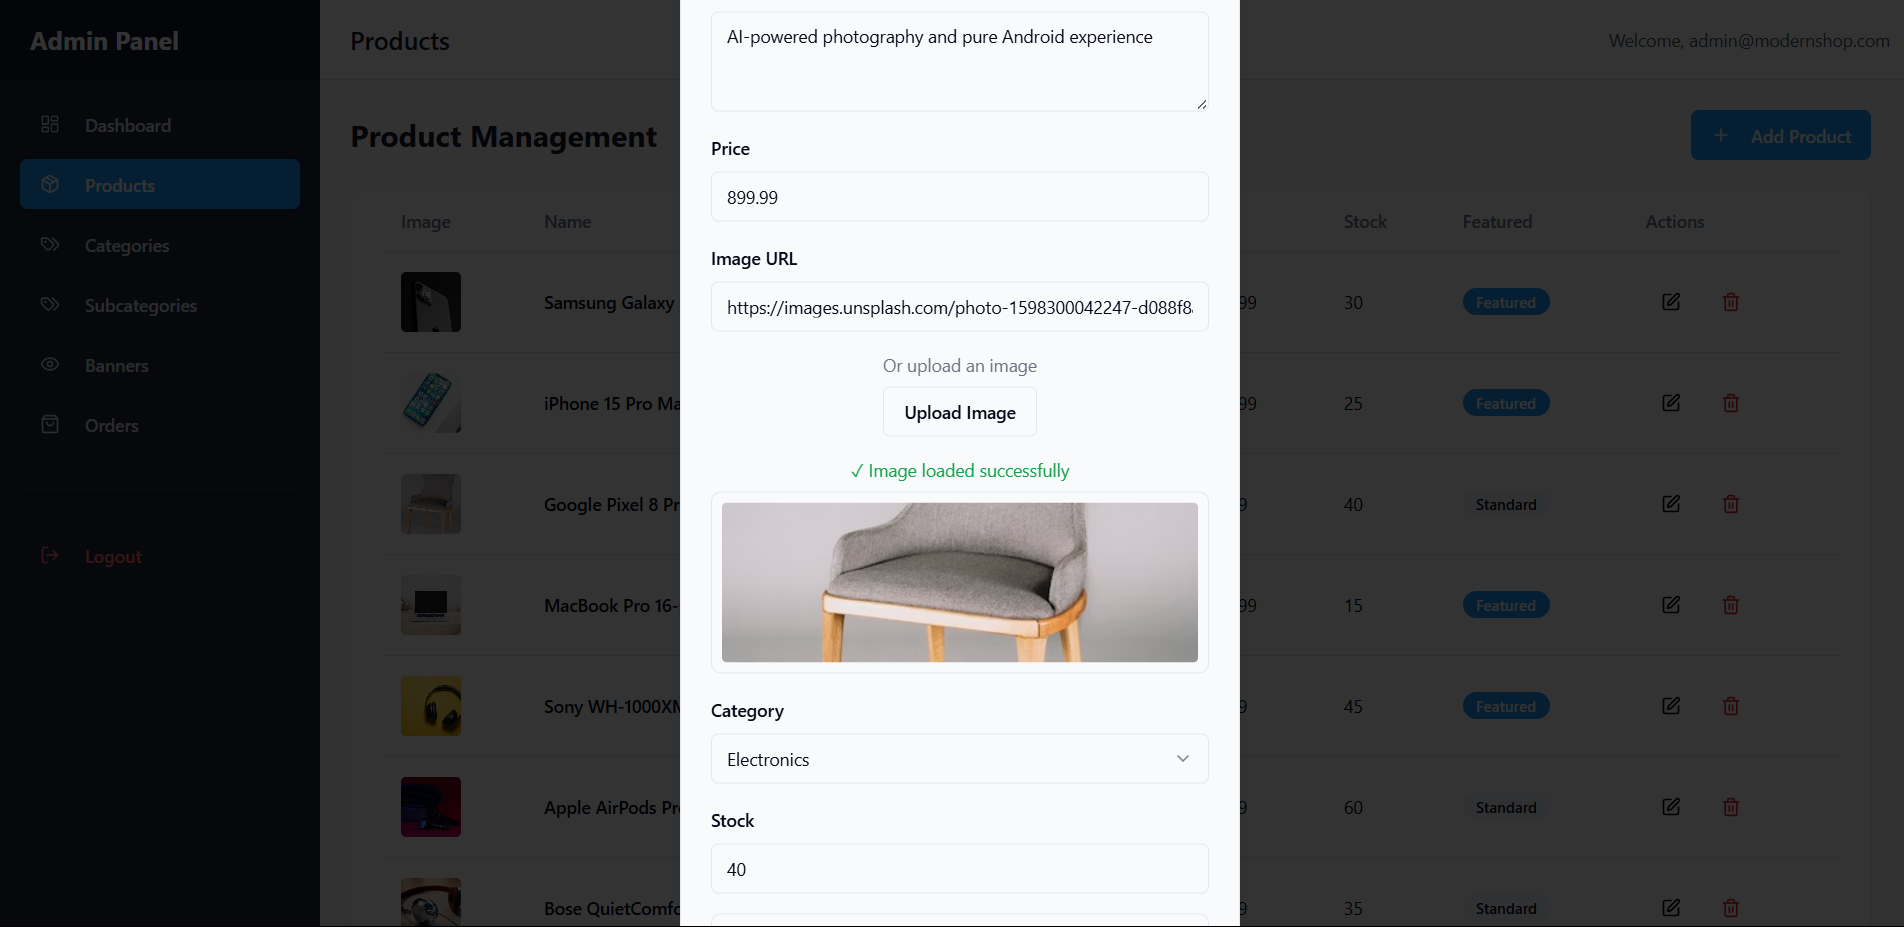 Admin Panel
Dashboard
Products
Categories
Subcategories
Banners
Orders
Logout
Products
Welcome, admin@modernshop.com
Product Management
Add Product
Image Name Stock Featured Actions
Samsung Galaxy 99 30 Featured
iPhone 15 Pro Ma 99 25 Featured
Google Pixel 8 Pr 9 40 Standard
MacBook Pro 16- 99 15 Featured
Sony WH-1000XM 9 45 Featured
Apple AirPods Pr 9 60 Standard
Bose QuietComfo 9 35 Standard
AI-powered photography and pure Android experience
Price
899.99
Image URL
https://images.unsplash.com/photo-1598300042247-d088f8
Or upload an image
Upload Image
✓ Image loaded successfully
Category
Electronics
Stock
40